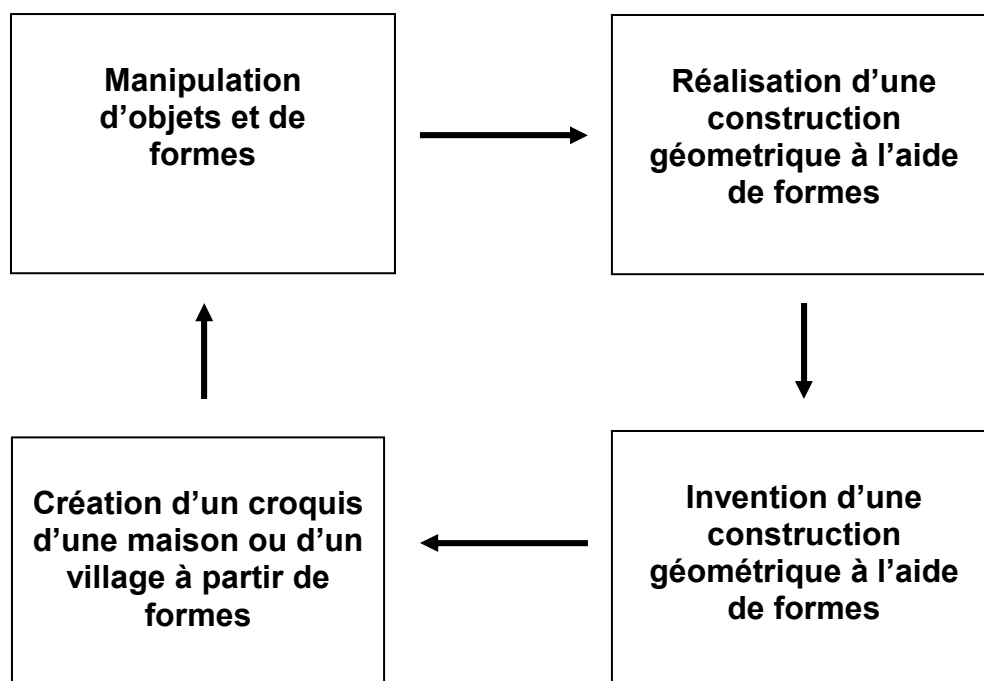 Manipulation
d’objets et de
formes
Réalisation d’une
construction
géometrique à l’aide
de formes
Invention d’une
construction
géométrique à l’aide
de formes
Création d’un croquis
d’une maison ou d’un
village à partir de
formes